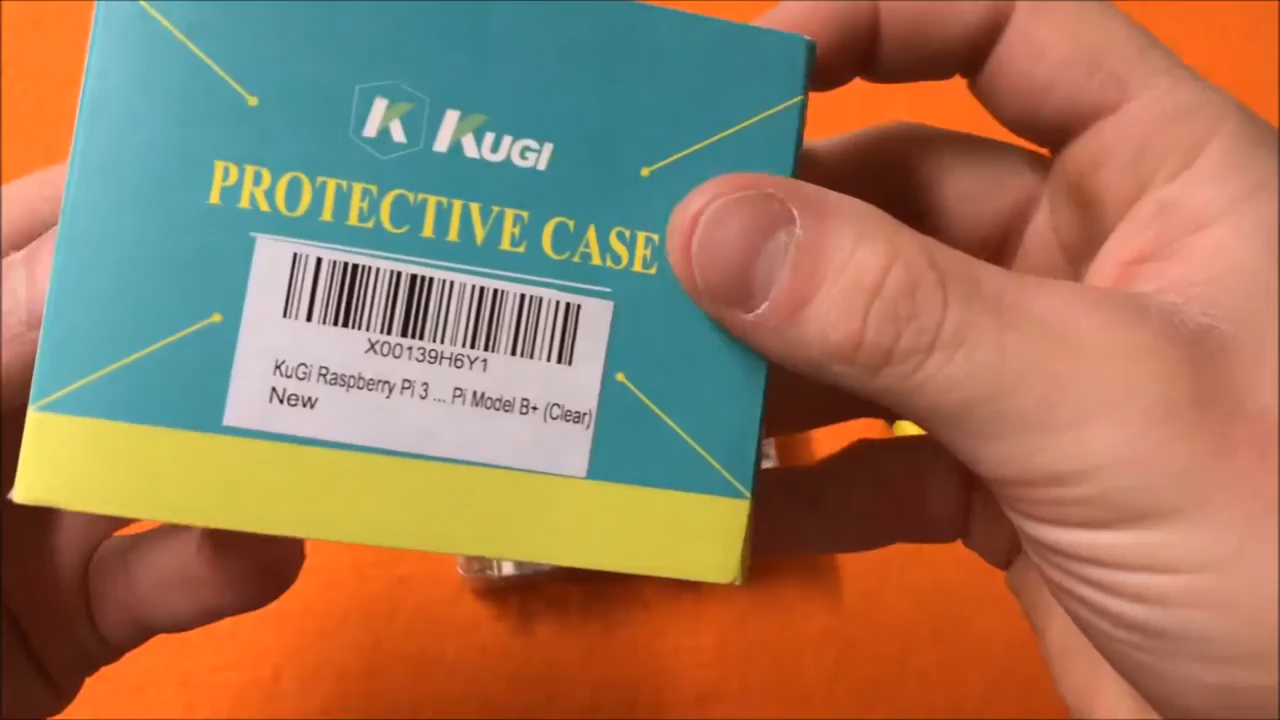 K KUGI
PROTECTIVE CASE
X00139H6Y1
KuGi Raspberry Pi 3 ... Pi Model B+ (Clear)
New